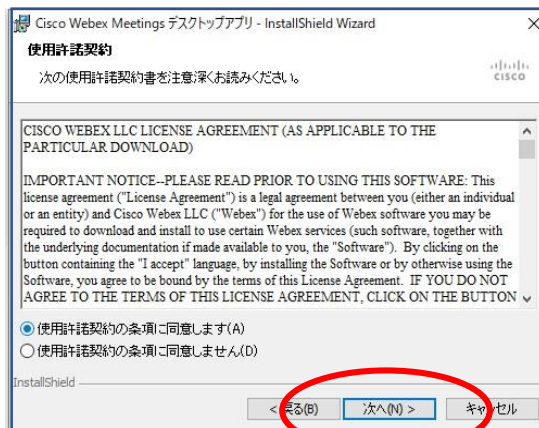 Cisco Webex Meetings デスクトップアプリ - InstallShield Wizard
使用許諾契約
次の使用許諾契約書を注意深くお読みください。
CISCO
CISCO WEBEX LLC LICENSE AGREEMENT (AS APPLICABLE TO THE
PARTICULAR DOWNLOAD)
IMPORTANT NOTICE--PLEASE READ PRIOR TO USING THIS SOFTWARE: This
license agreement ("License Agreement") is a legal agreement between you (either an individual
or an entity) and Cisco Webex LLC ("Webex") for the use of Webex software you may be
required to download and install to use certain Webex services (such software, together with
the underlying documentation if made available to you, the "Software"). By clicking on the
button containing the "I accept" language, by installing the Software or by otherwise using the
Software, you agree to be bound by the terms of this License Agreement. IF YOU DO NOT
AGREE TO THE TERMS OF THIS LICENSE AGREEMENT, CLICK ON THE BUTTON
使用許諾契約の条項に同意します(A)
使用許諾契約の条項に同意しません(D)
InstallShield
< 戻る(B) 次へ(N) > キャンセル